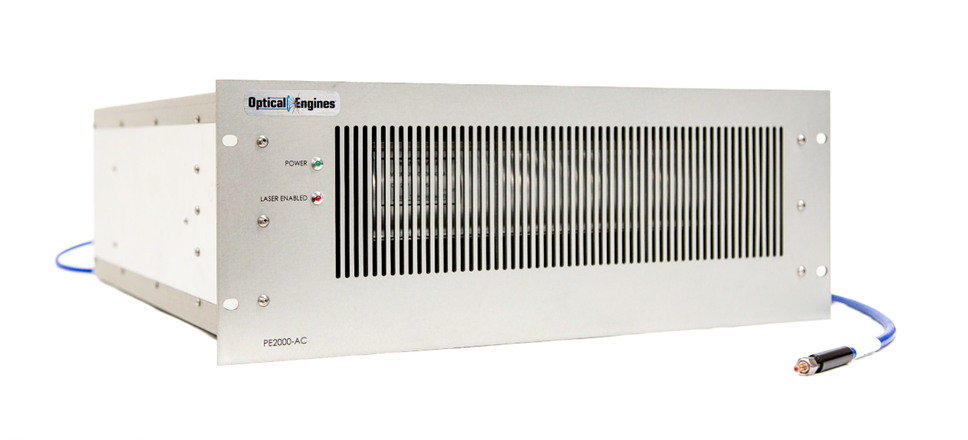 Optical Engines
POWER
LASER ENABLED
PE2000-AC